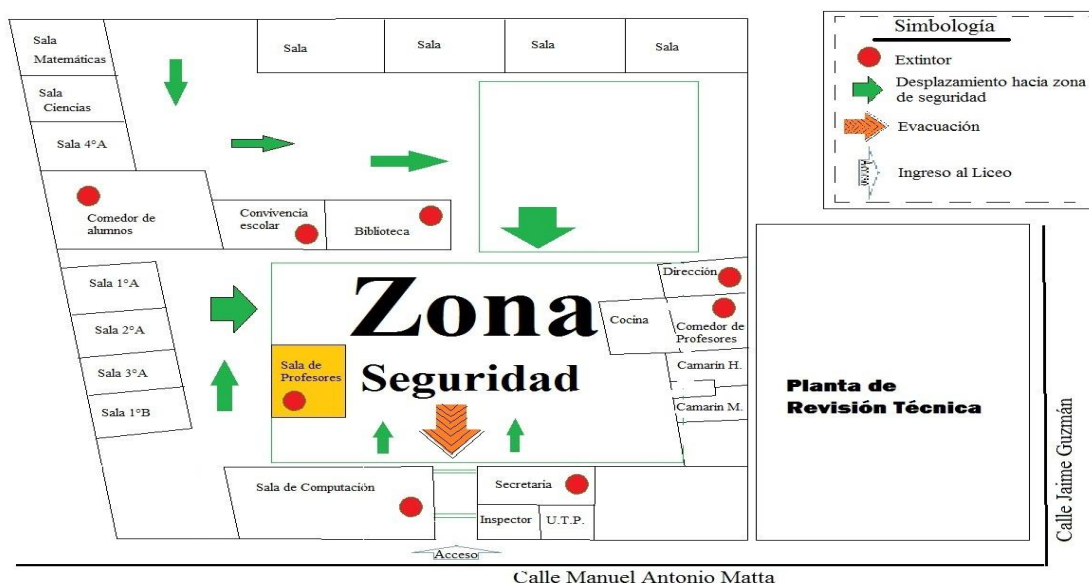 Sala
Matemáticas
Sala
Ciencias
Sala 4°A
Sala
Sala
Sala
Sala
Simbología
Extintor
Desplazamiento hacia zona
de seguridad
Evacuación
Ingreso al Liceo
Comedor de
alumnos
Convivencia
escolar
Biblioteca
Sala 1°A
Sala 2°A
Sala 3°A
Sala 1°B
Zona
Seguridad
Sala de
Profesores
Dirección
Cocina
Comedor de
Profesores
Camarin H.
Camarin M.
Planta de
Revisión Técnica
Sala de Computación
Secretaria
Inspector
U.T.P.
Acceso
Calle Manuel Antonio Matta
Calle Jaime Guzmán